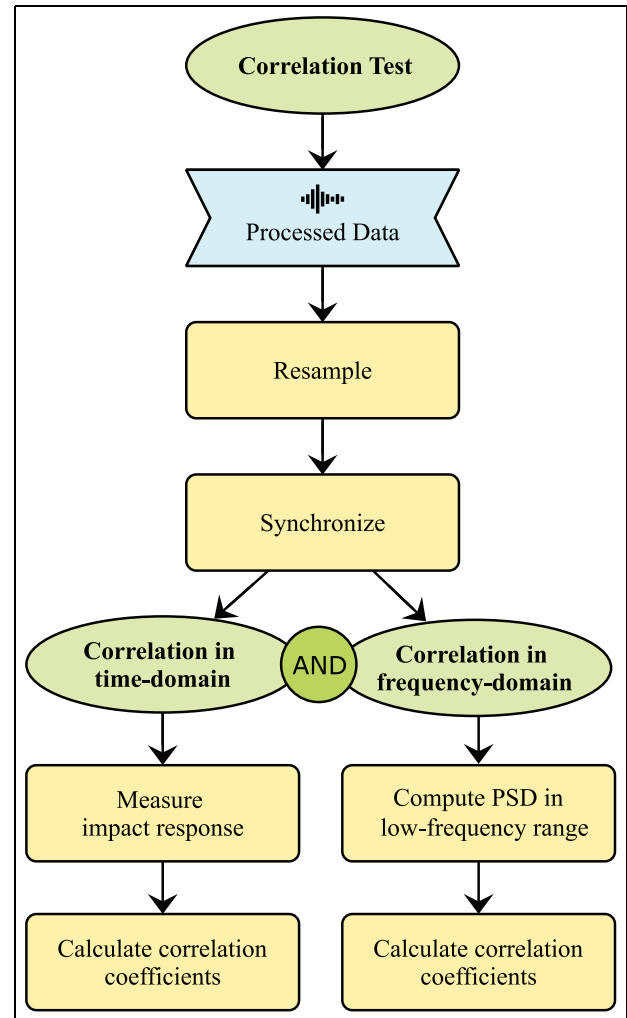 Correlation Test
Processed Data
Resample
Synchronize
Correlation in
time-domain
AND
Correlation in
frequency-domain
Measure
impact response
Compute PSD in
low-frequency range
Calculate correlation
coefficients
Calculate correlation
coefficients